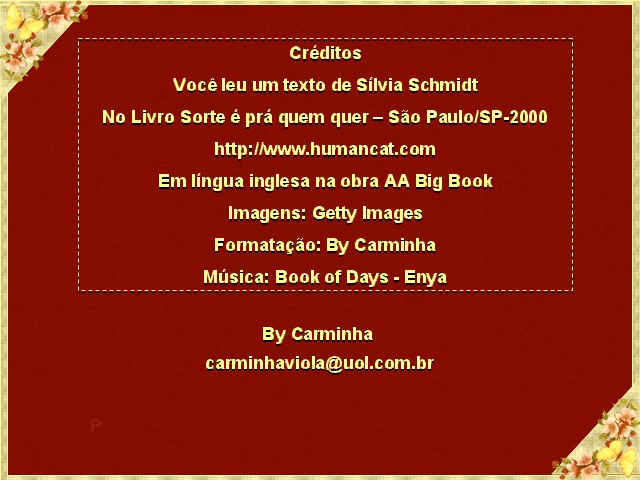 Créditos
Você leu um texto de Sílvia Schmidt
No Livro Sorte é prá quem quer – São Paulo/SP-2000
http://www.humancat.com
Em língua inglesa na obra AA Big Book
Imagens: Getty Images
Formatação: By Carminha
Música: Book of Days - Enya
By Carminha
carminhaviola@uol.com.br
P